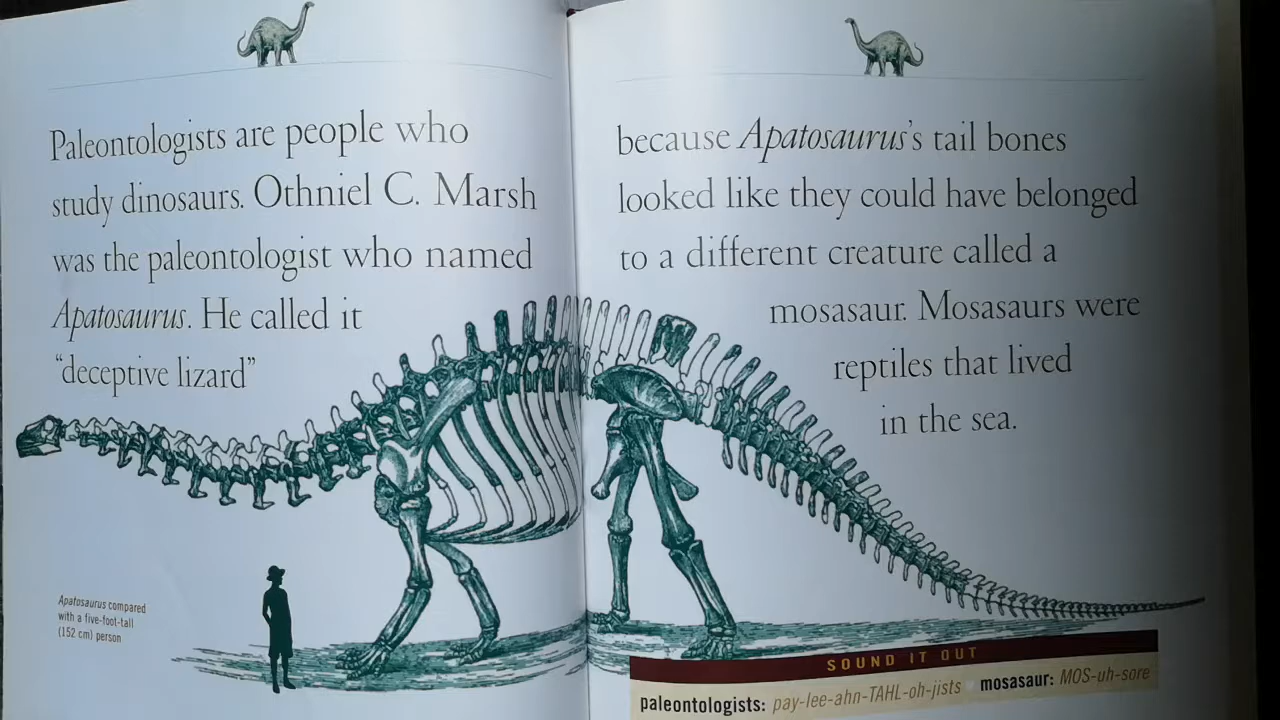 Paleontologists are people who
study dinosaurs. Othniel C. Marsh
was the paleontologist who named
Apatosaurus. He called it
“deceptive lizard”
Apatosaurus compared
with a five-foot-tall
(152 cm) person
because Apatosaurus’s tail bones
looked like they could have belonged
to a different creature called a
mosasaur. Mosasaurs were
reptiles that lived
in the sea.
SOUND IT OUT
paleontologists: pay-lee-ahn-TAHL-oh-jists mosasaur: MOS-uh-sore